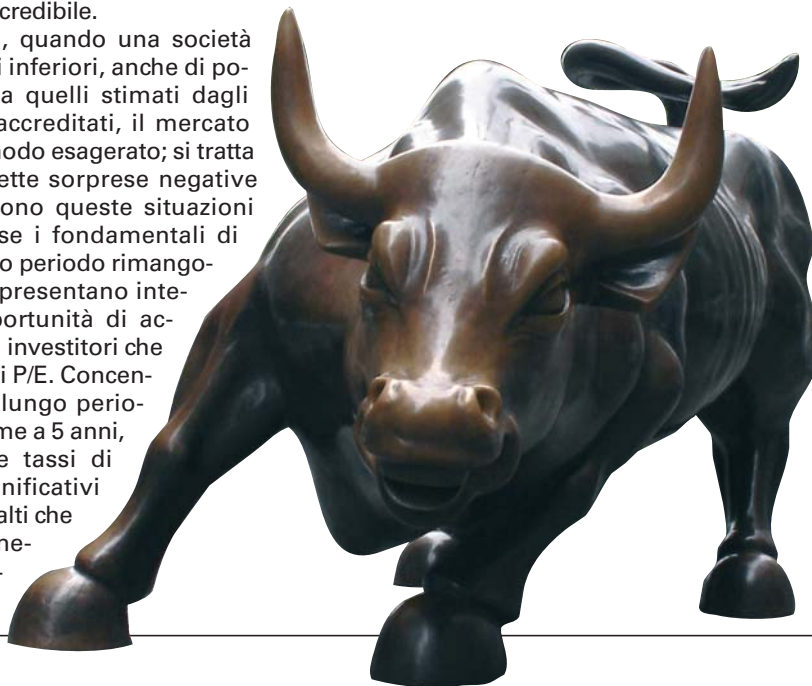 credibile.
, quando una società
i inferiori, anche di po-
a quelli stimati dagli
accreditati, il mercato
nodo esagerato; si tratta
ette sorprese negative
ono queste situazioni
se i fondamentali di
o periodo rimango-
presentano inte-
portunità di ac-
i investitori che
i P/E. Concen-
lungo perio-
me a 5 anni,
e tassi di
nificativi
alti che
ne-
-